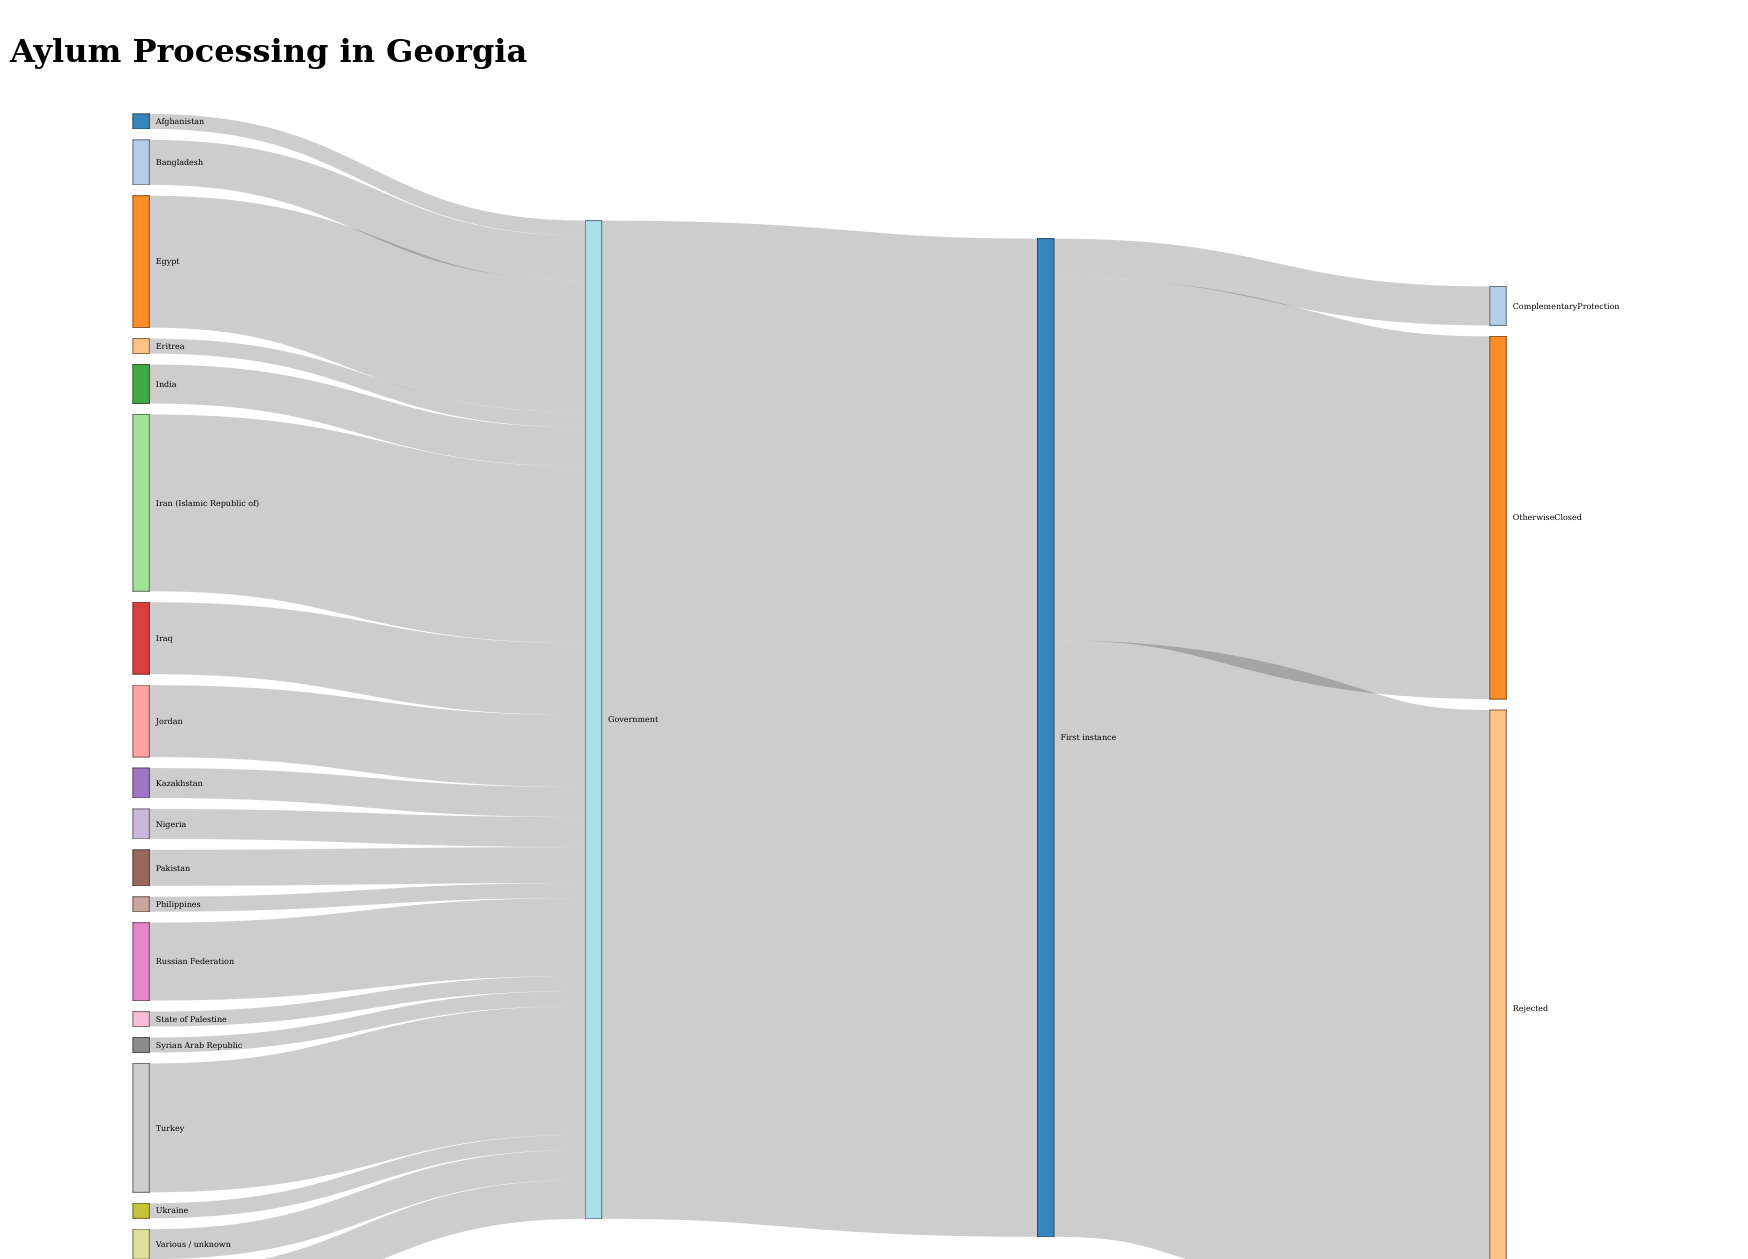 Aylum Processing in Georgia
Afghanistan
Bangladesh
Egypt
Eritrea
India
Iran (Islamic Republic of)
Iraq
Jordan
Kazakhstan
Nigeria
Pakistan
Philippines
Russian Federation
State of Palestine
Syrian Arab Republic
Turkey
Ukraine
Various / unknown
Government
First instance
ComplementaryProtection
OtherwiseClosed
Rejected